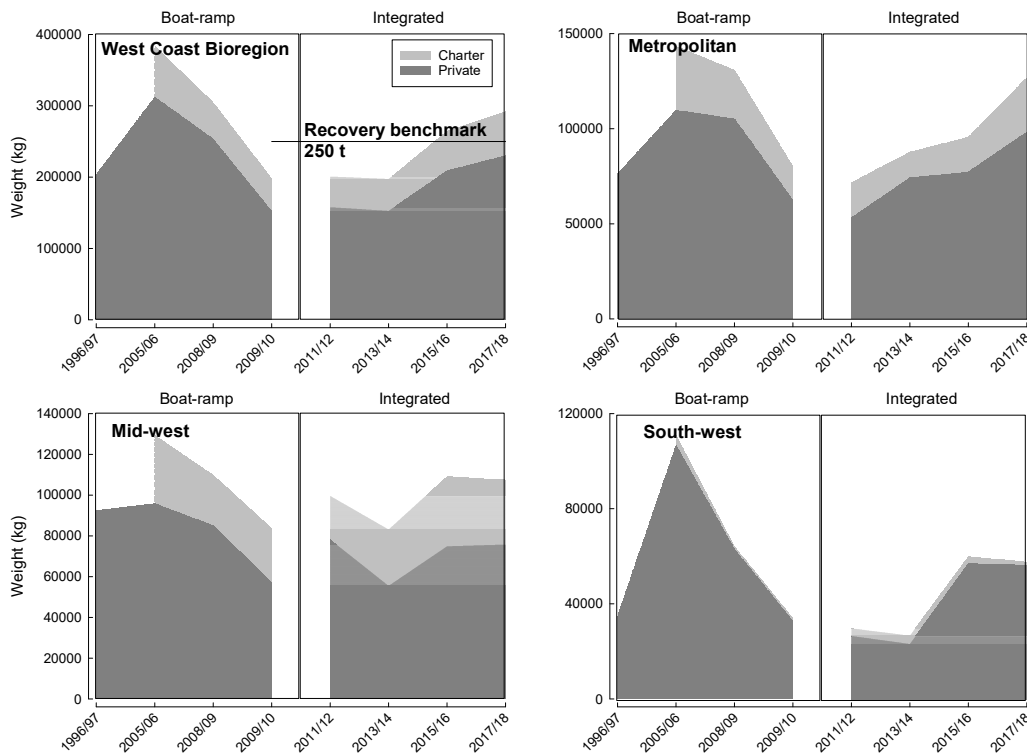 Boat-ramp Integrated
West Coast Bioregion
Charter
Private
Recovery benchmark
250 t
Weight (kg)
400000
300000
200000
100000
0
1996/97 2005/06 2008/09 2009/10 2011/12 2013/14 2015/16 2017/18
Boat-ramp Integrated
Metropolitan
150000
100000
50000
0
1996/97 2005/06 2008/09 2009/10 2011/12 2013/14 2015/16 2017/18
Boat-ramp Integrated
Mid-west
Weight (kg)
140000
120000
100000
80000
60000
40000
20000
0
1996/97 2005/06 2008/09 2009/10 2011/12 2013/14 2015/16 2017/18
Boat-ramp Integrated
South-west
120000
80000
40000
0
1996/97 2005/06 2008/09 2009/10 2011/12 2013/14 2015/16 2017/18